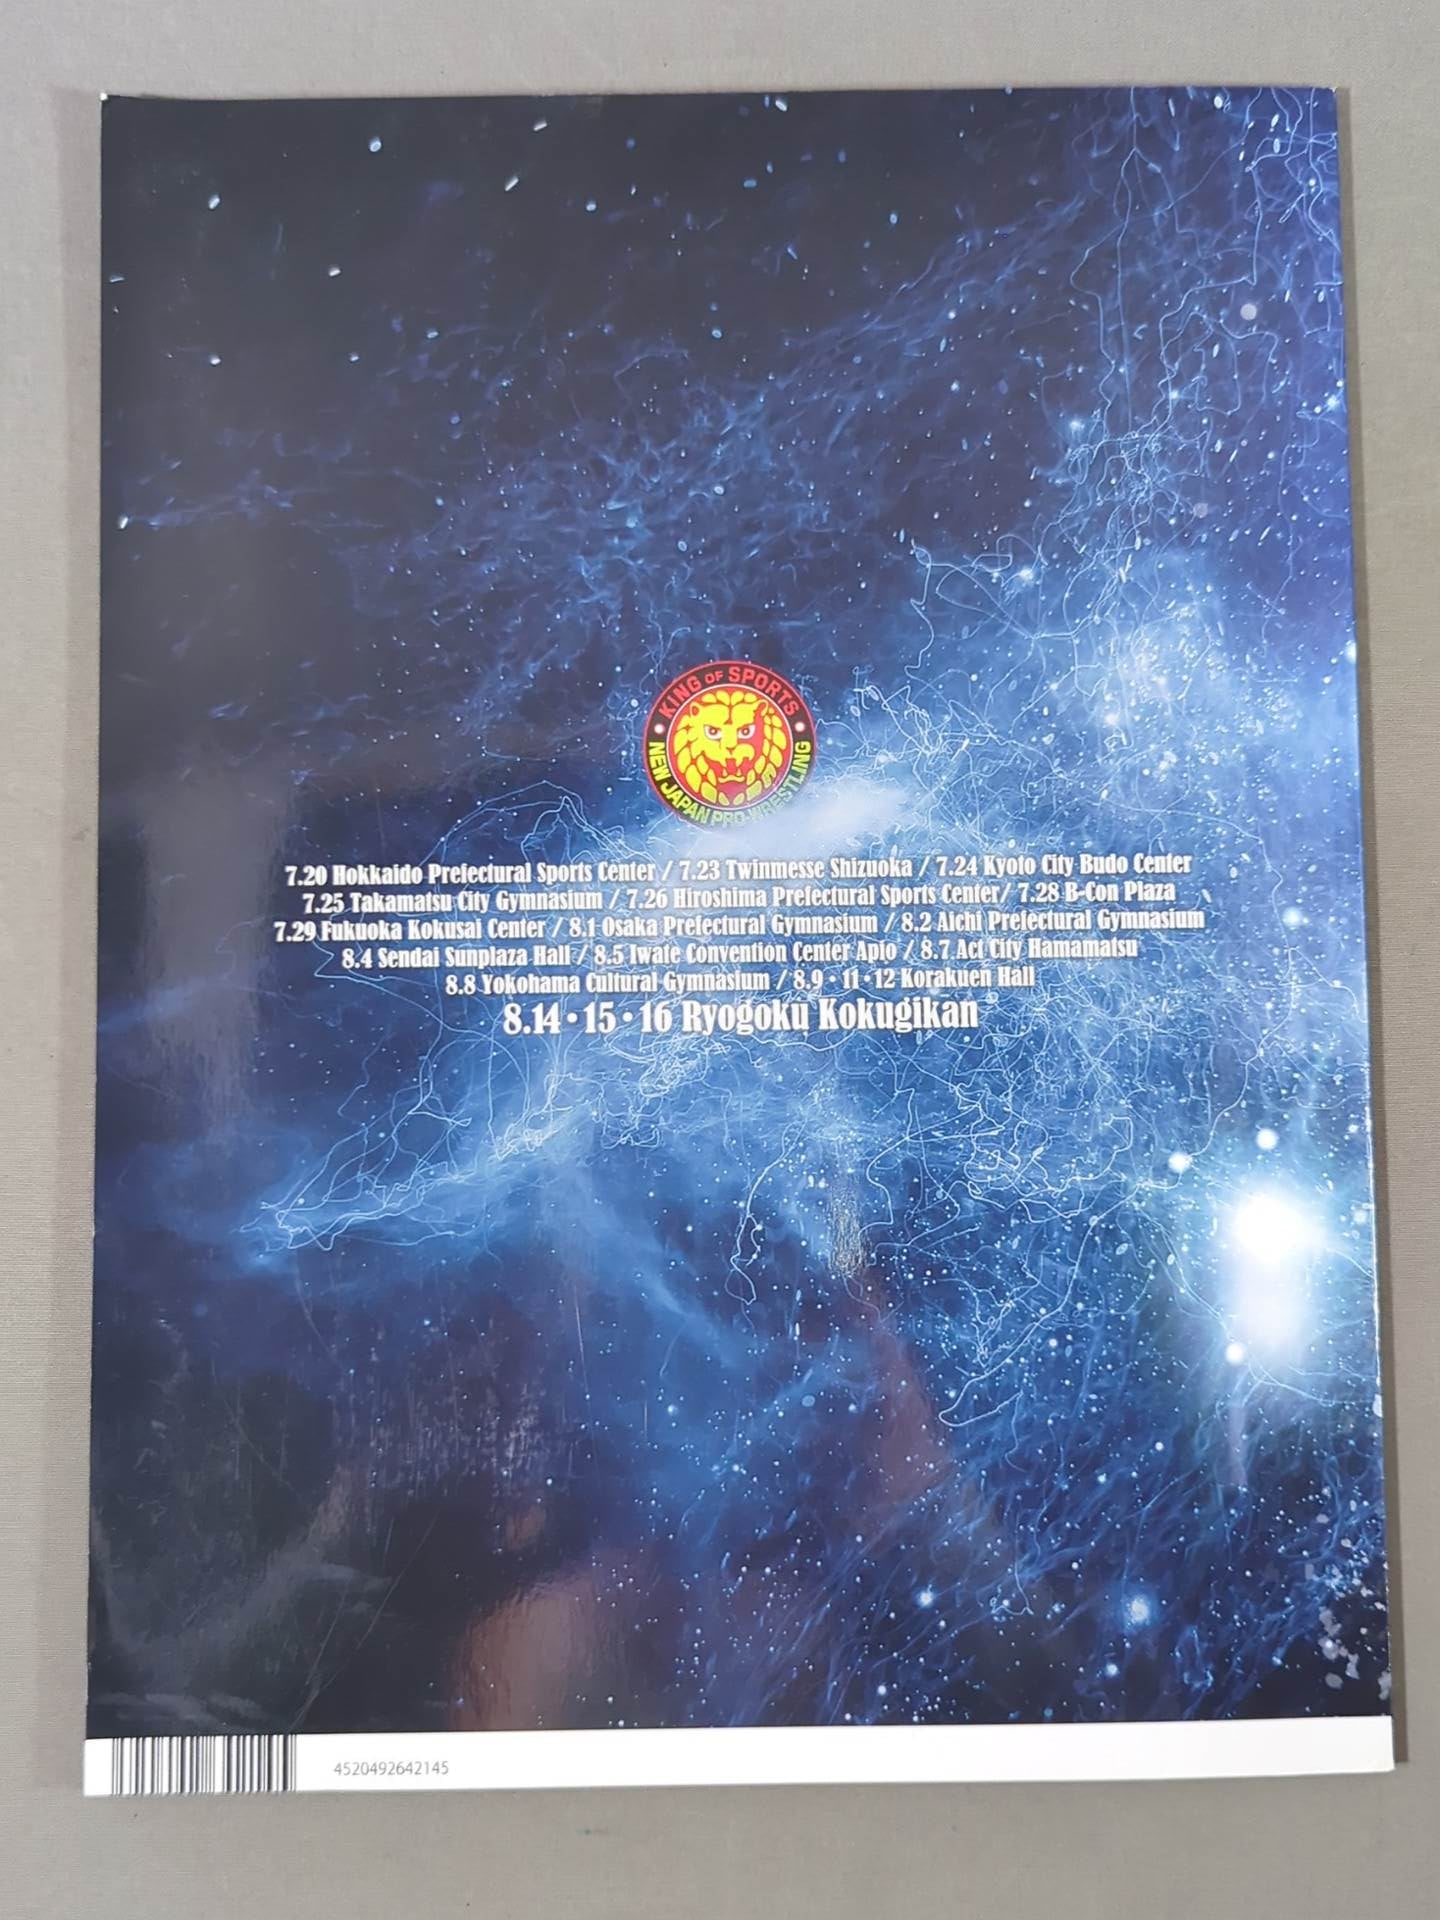 KING OF SPORTS
NEW JAPAN PRO-WRESTLING
7.20 Hokkaido Prefectural Sports Center / 7.23 Twinmesse Shizuoka / 7.24 Kyoto City Budo Center
7.25 Takamatsu City Gymnasium / 7.26 Hiroshima Prefectural Sports Center/ 7.28 B-Con Plaza
7.29 Fukuoka Kokusai Center / 8.1 Osaka Prefectural Gymnasium / 8.2 Aichi Prefectural Gymnasium
8.4 Sendai Sunplaza Hall / 8.5 Iwate Convention Center Apio / 8.7 Act City Hamamatsu
8.8 Yokohama Cultural Gymnasium / 8.9・11・12 Korakuen Hall
8.14・15・16 Ryogoku Kokugikan
4520492642145